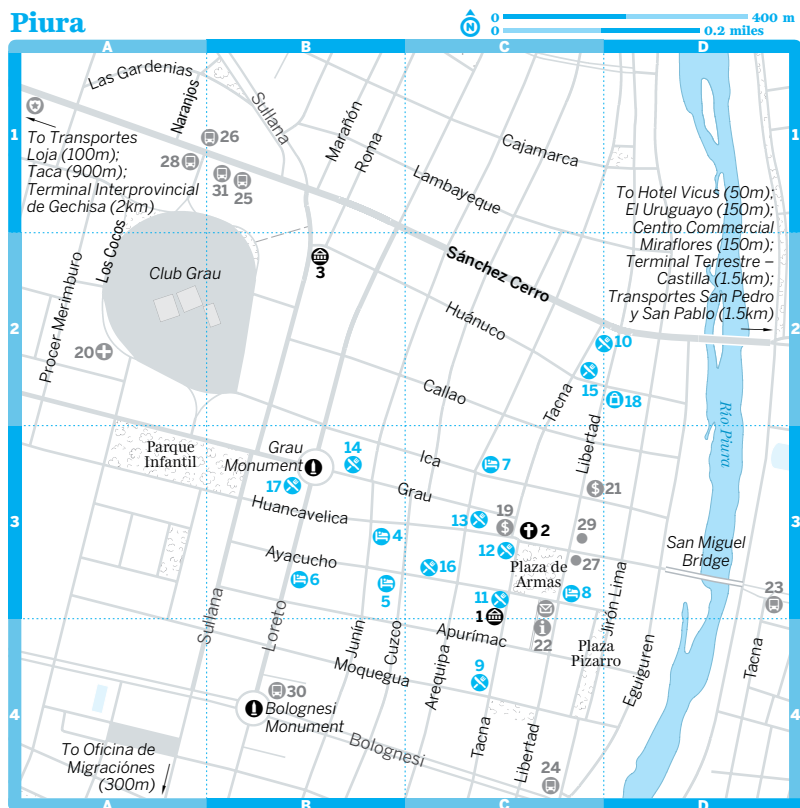 Piura
N
0 400 m
0 0.2 miles
A B C D
1
2
3
4
1
2
3
4
A B C D
Las Gardenias
Naranjos
Sullana
Marañón
Roma
Cajamarca
Lambayeque
26
28
31
25
To Transportes
Loja (100m);
Taca (900m);
Terminal Interprovincial
de Gechisa (2km)
To Hotel Vicus (50m);
El Uruguayo (150m);
Centro Commercial
Miraflores (150m);
Terminal Terrestre –
Castilla (1.5km);
Transportes San Pedro
y San Pablo (1.5km)
Los Cocos
Club Grau
3
Sánchez Cerro
Procer Merimburo
Huánuco
10
20
15
Callao
Tacna
18
Libertad
Río Piura
Parque
Infantil
Grau
Monument
14
Ica
7
17
Grau
$ 21
Huancavelica
19
$
13
2
29
4
12
San Miguel
Bridge
Ayacucho
16
Plaza de
Armas
27
6
5
11
8
23
1
i
22
Jirón Lima
Sullana
Loreto
Junín
Cuzco
Apurímac
Plaza
Pizarro
Moquegua
Arequipa
9
Eguiguren
Tacna
30
Bolognesi
Monument
Bolognesi
Tacna
Libertad
24
To Oficina de
Migraciónes
(300m)